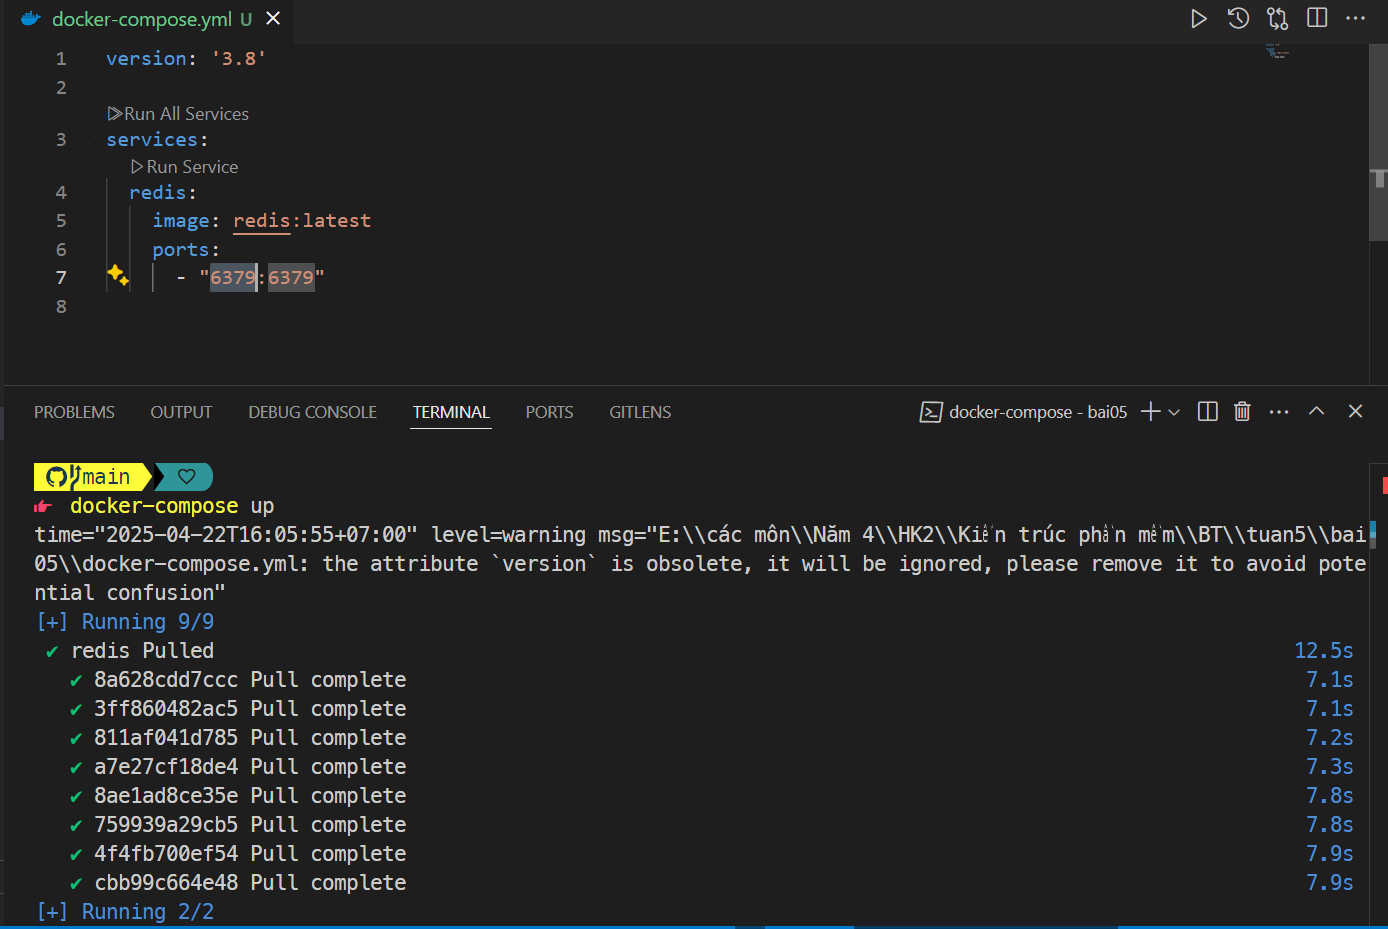 docker-compose.yml U
1 version: '3.8'
2
Run All Services
3 services:
Run Service
4 redis:
5 image: redis:latest
6 ports:
7 - "6379:6379"
8
PROBLEMS OUTPUT DEBUG CONSOLE TERMINAL PORTS GITLENS docker-compose - bai05
main
docker-compose up
time="2025-04-22T16:05:55+07:00" level=warning msg="E:\\các môn\\Năm 4\\HK2\\Kiến trúc phần mềm\\BT\\tuan5\\bai
05\\docker-compose.yml: the attribute `version` is obsolete, it will be ignored, please remove it to avoid pote
ntial confusion"
[+] Running 9/9
✔ redis Pulled 12.5s
✔ 8a628cdd7ccc Pull complete 7.1s
✔ 3ff860482ac5 Pull complete 7.1s
✔ 811af041d785 Pull complete 7.2s
✔ a7e27cf18de4 Pull complete 7.3s
✔ 8ae1ad8ce35e Pull complete 7.8s
✔ 759939a29cb5 Pull complete 7.8s
✔ 4f4fb700ef54 Pull complete 7.9s
✔ cbb99c664e48 Pull complete 7.9s
[+] Running 2/2